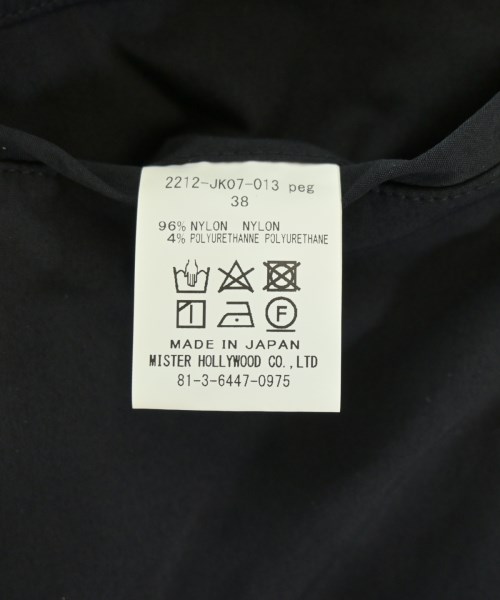 2212-JK07-013 peg
38
96% NYLON NYLON
4% POLYURETHANNE POLYURETHANE
F
MADE IN JAPAN
MISTER HOLLYWOOD CO.,LTD
81-3-6447-0975